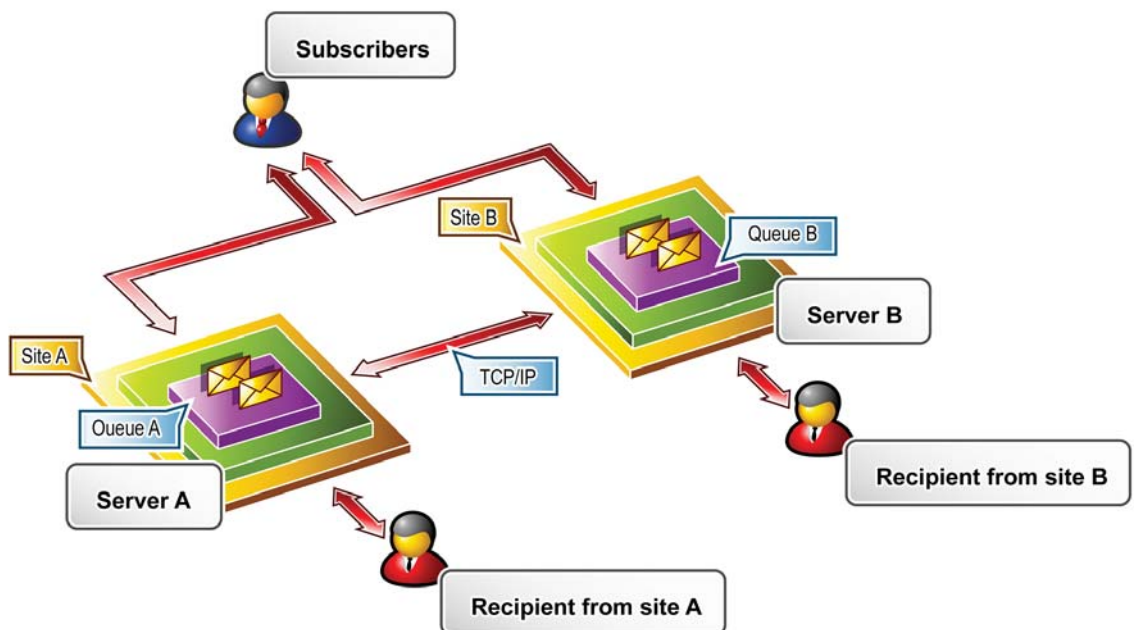 Subscribers
Site B
Queue B
Server B
Site A
TCP/IP
Oueue A
Server A
Recipient from site B
Recipient from site A